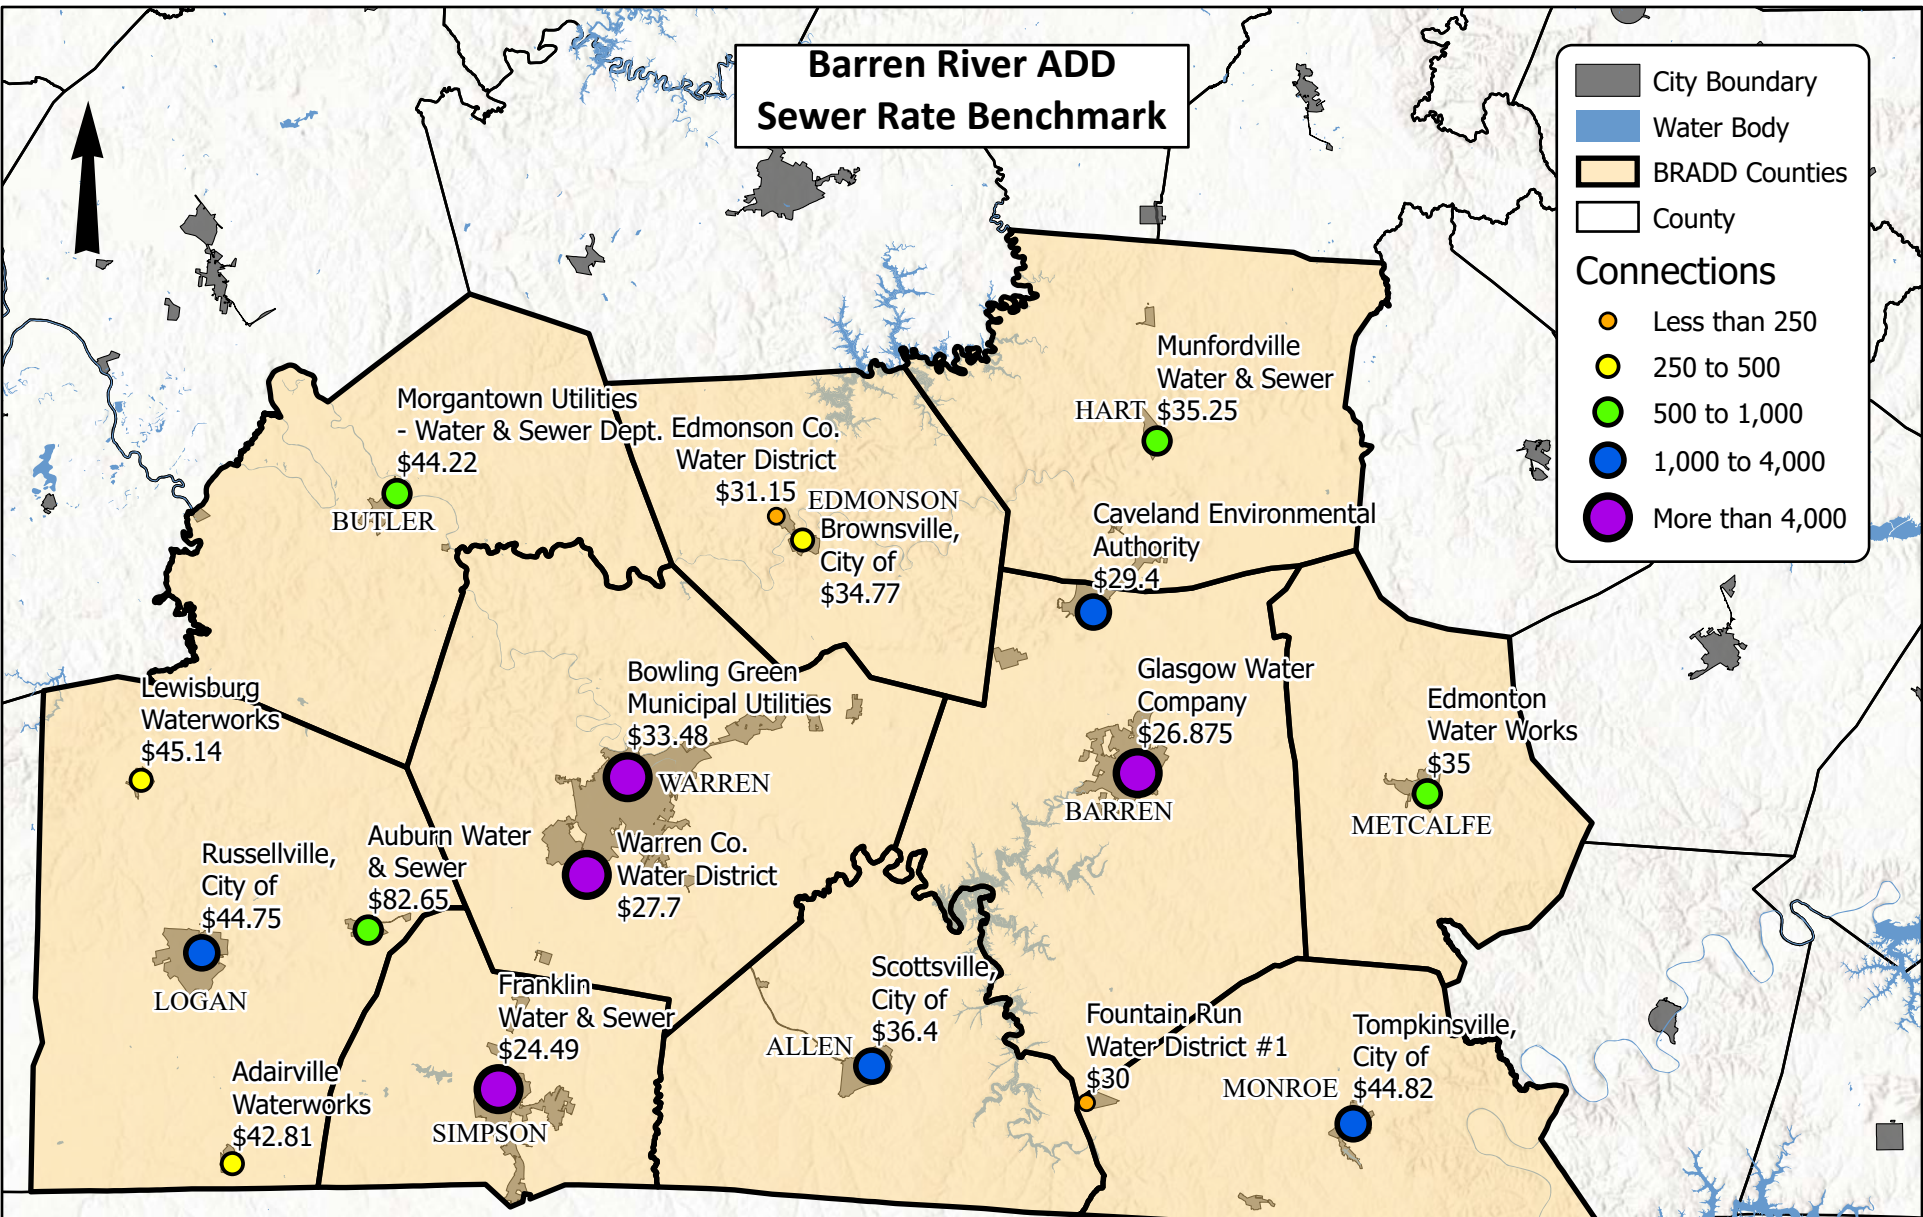 Barren River ADD
Sewer Rate Benchmark
City Boundary
Water Body
BRADD Counties
County
Connections
Less than 250
250 to 500
500 to 1,000
1,000 to 4,000
More than 4,000
Munfordville
Water & Sewer
$35.25
HART
Morgantown Utilities
- Water & Sewer Dept.
$44.22
BUTLER
Edmonson Co.
Water District
$31.15
EDMONSON
Brownsville,
City of
$34.77
Caveland Environmental
Authority
$29.4
Lewisburg
Waterworks
$45.14
Bowling Green
Municipal Utilities
$33.48
WARREN
Glasgow Water
Company
$26.875
BARREN
Edmonton
Water Works
$35
METCALFE
Russellville,
City of
$44.75
LOGAN
Auburn Water
& Sewer
$82.65
Warren Co.
Water District
$27.7
Franklin
Water & Sewer
$24.49
SIMPSON
Scottsville,
City of
$36.4
ALLEN
Fountain Run
Water District #1
$30
MONROE
Tompkinsville,
City of
$44.82
Adairville
Waterworks
$42.81